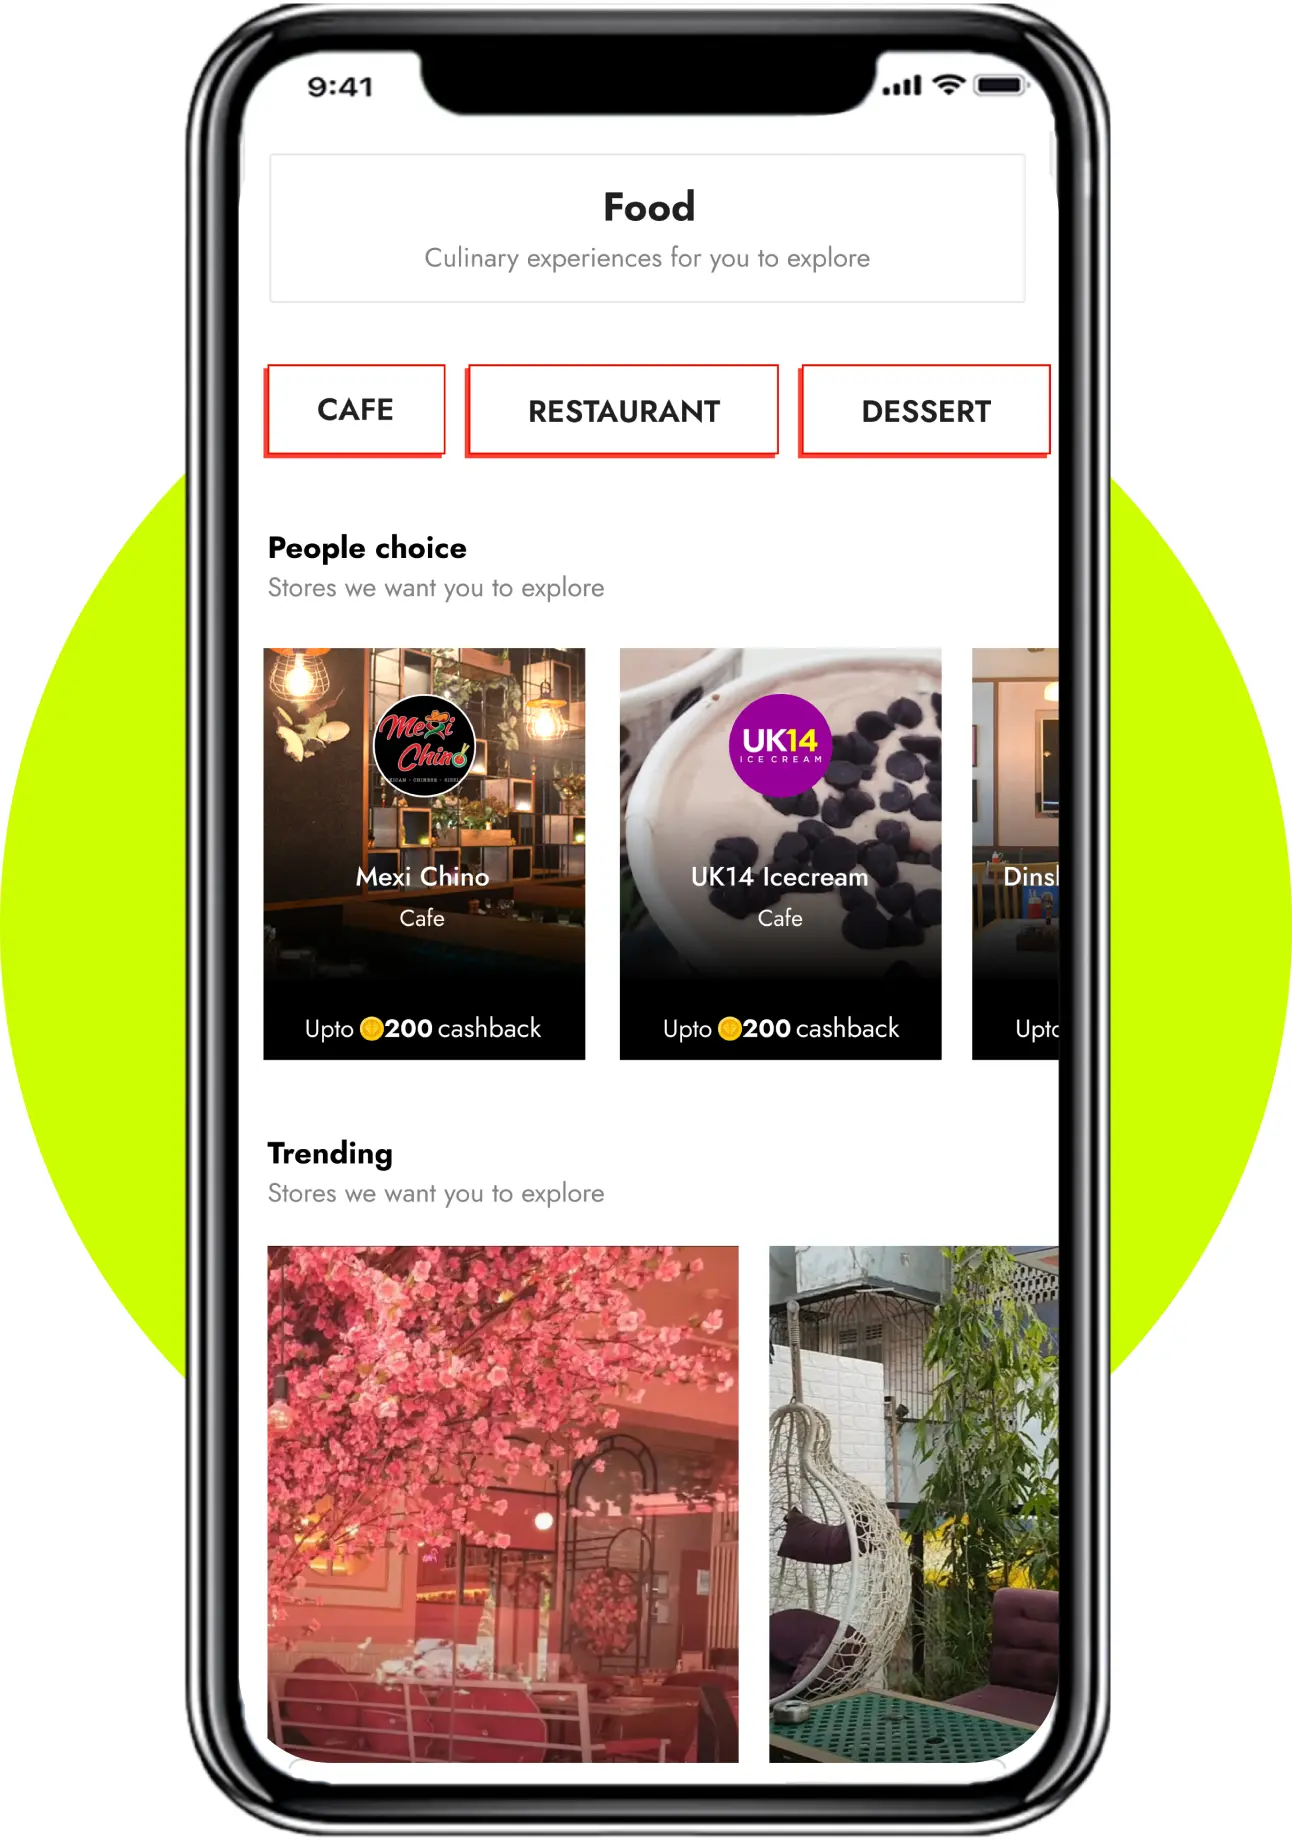 9:41
Food
Culinary experiences for you to explore
CAFE
RESTAURANT
DESSERT
People choice
Stores we want you to explore
Mexi
Chino
Mexi Chino
Cafe
Upto 200 cashback
UK14
ICE CREAM
UK14 Icecream
Cafe
Upto 200 cashback
Trending
Stores we want you to explore